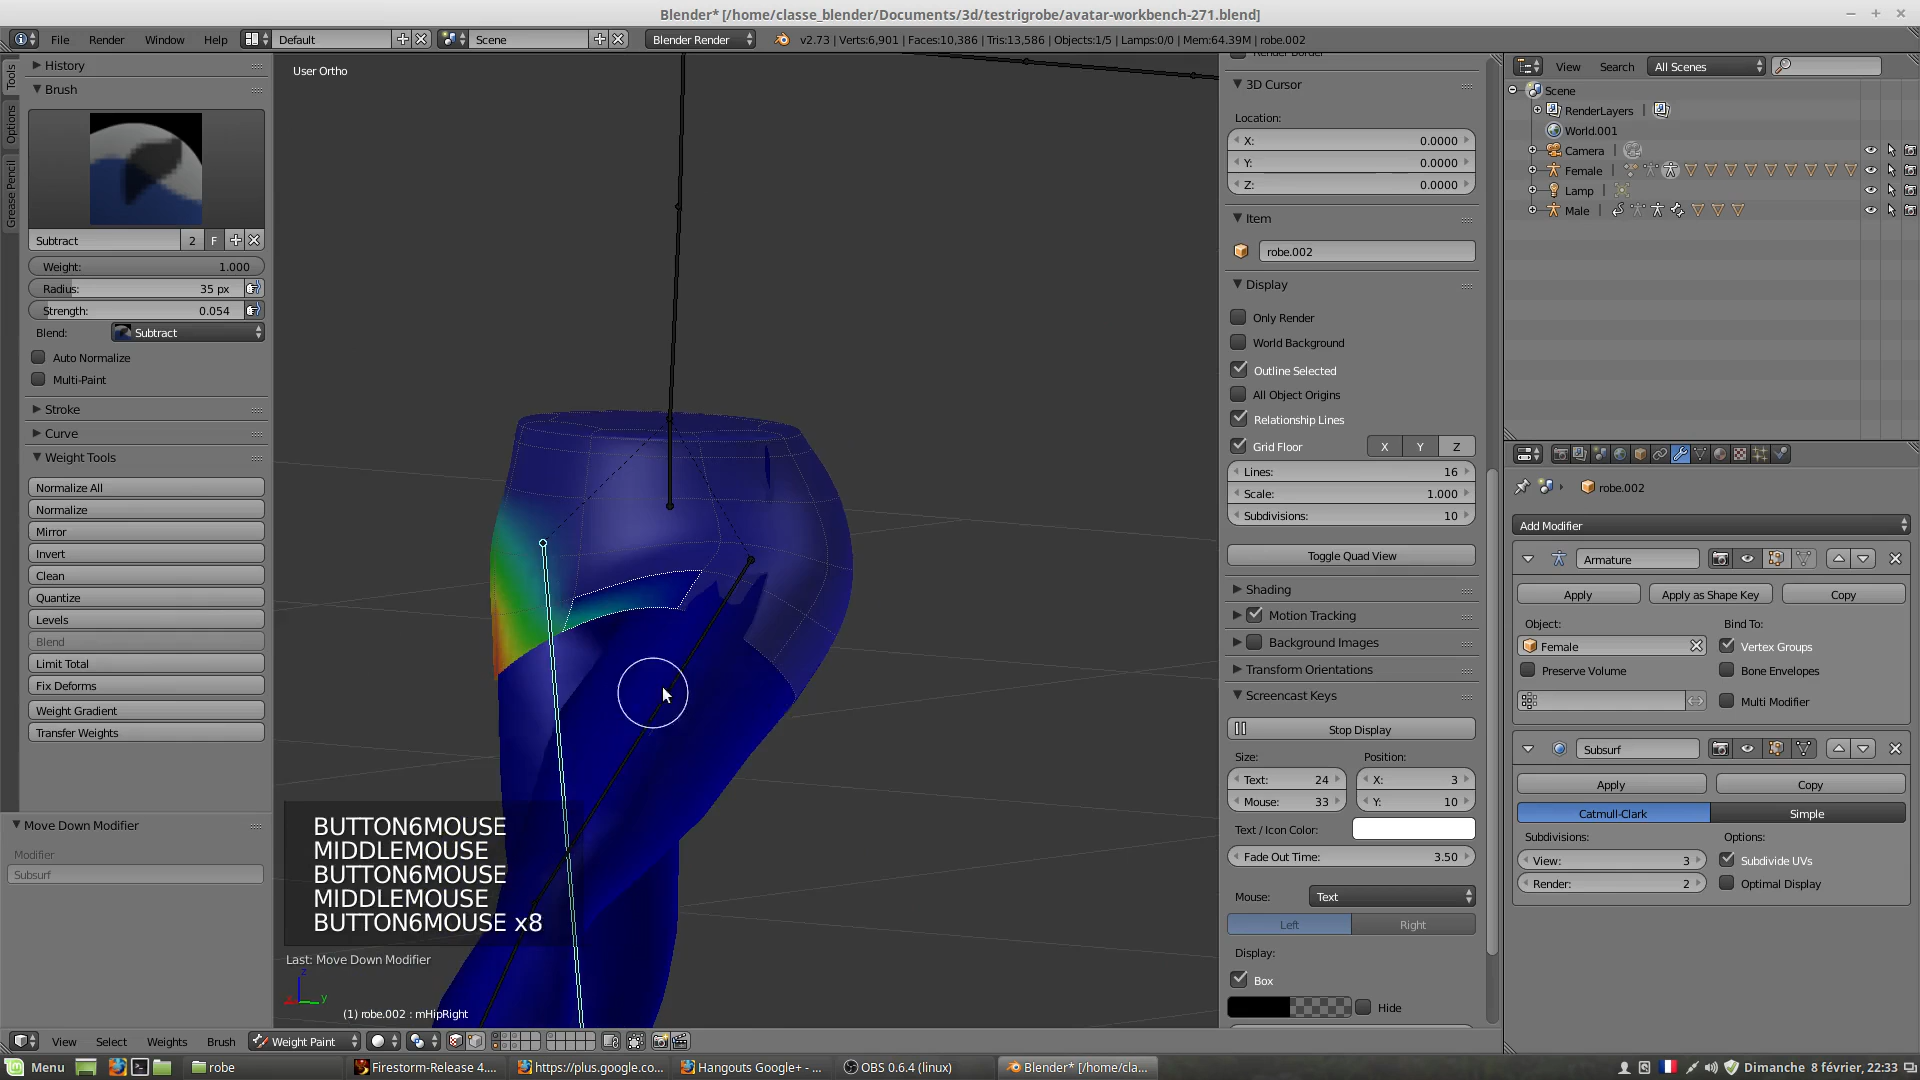 Blender* [/home/classe_blender/Documents/3d/testrigrobe/avatar-workbench-271.blend]
File Render Window Help Default Scene Blender Render v2.73 | Verts:6,901 | Faces:10,386 | Tris:13,586 | Objects:1/5 | Lamps:0/0 | Mem:64.39M | robe.002
Tools
Options
Grease Pencil
History
Brush
Subtract 2 F
Weight: 1.000
Radius: 35 px
Strength: 0.054
Blend: Subtract
Auto Normalize
Multi-Paint
Stroke
Curve
Weight Tools
Normalize All
Normalize
Mirror
Invert
Clean
Quantize
Levels
Blend
Limit Total
Fix Deforms
Weight Gradient
Transfer Weights
Move Down Modifier
Modifier
Subsurf
User Ortho
BUTTON6MOUSE
MIDDLEMOUSE
BUTTON6MOUSE
MIDDLEMOUSE
BUTTON6MOUSE x8
Last: Move Down Modifier
z
x y
(1) robe.002 : mHipRight
View Select Weights Brush Weight Paint
3D Cursor
Location:
X: 0.0000
Y: 0.0000
Z: 0.0000
Item
robe.002
Display
Only Render
World Background
Outline Selected
All Object Origins
Relationship Lines
Grid Floor X Y Z
Lines: 16
Scale: 1.000
Subdivisions: 10
Toggle Quad View
Shading
Motion Tracking
Background Images
Transform Orientations
Screencast Keys
Stop Display
Size: Position:
Text: 24 X: 3
Mouse: 33 Y: 10
Text / Icon Color:
Fade Out Time: 3.50
Mouse: Text
Left Right
Display:
Box
Hide
View Search All Scenes
Scene
RenderLayers |
World.001
Camera |
Female |
Lamp |
Male |
robe.002
Add Modifier
Armature
Apply Apply as Shape Key Copy
Object: Bind To:
Female Vertex Groups
Preserve Volume Bone Envelopes
Multi Modifier
Subsurf
Apply Copy
Catmull-Clark Simple
Subdivisions: Options:
View: 3 Subdivide UVs
Render: 2 Optimal Display
Menu robe Firestorm-Release 4.... https://plus.google.co... Hangouts Google+ - ... OBS 0.6.4 (linux) Blender* [/home/cla... Dimanche 8 février, 22:33